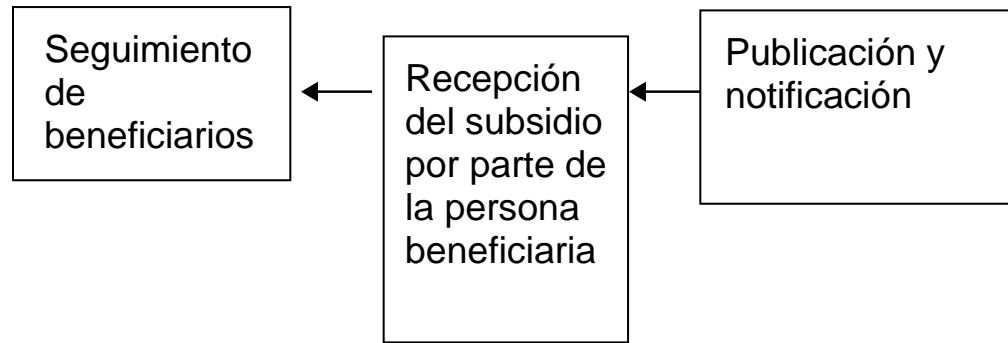 Seguimiento
de
beneficiarios
Recepción
del subsidio
por parte de
la persona
beneficiaria
Publicación y
notificación